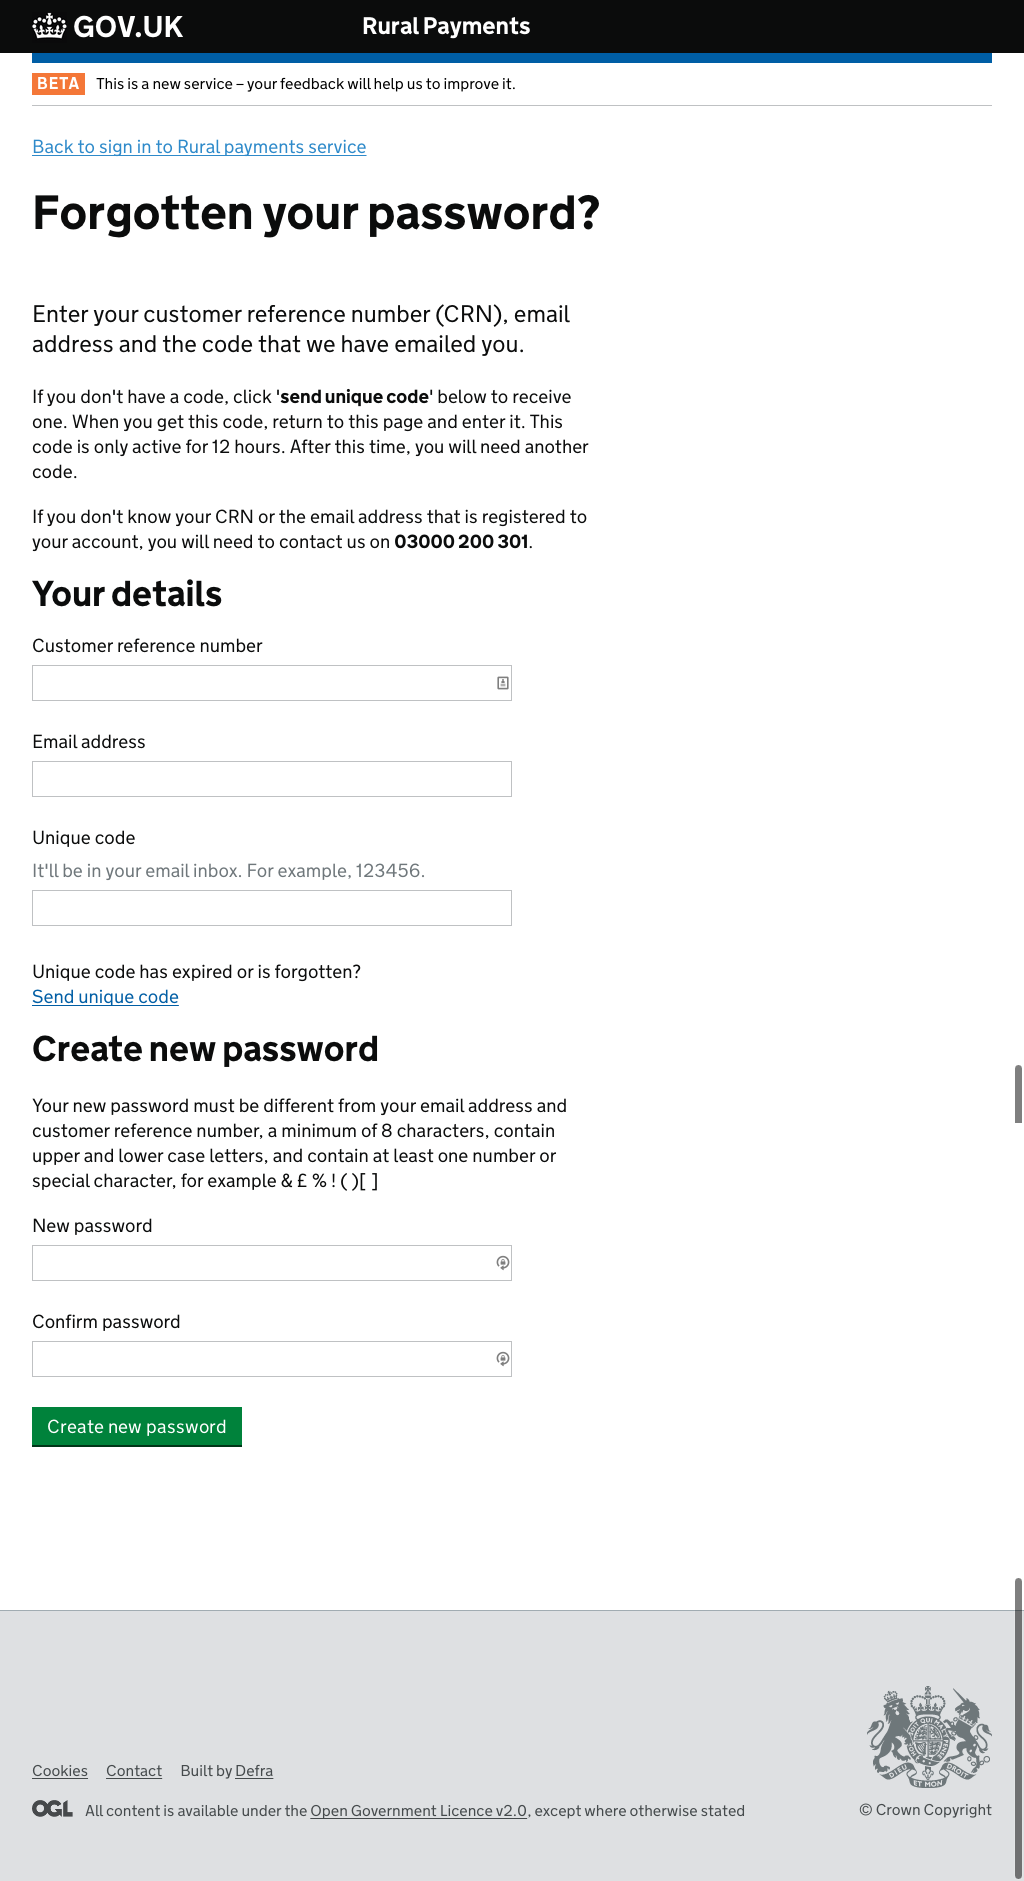 GOV.UK
Rural Payments
BETA This is a new service – your feedback will help us to improve it.
Back to sign in to Rural payments service
Forgotten your password?
Enter your customer reference number (CRN), email
address and the code that we have emailed you.
If you don't have a code, click 'send unique code' below to receive
one. When you get this code, return to this page and enter it. This
code is only active for 12 hours. After this time, you will need another
code.
If you don't know your CRN or the email address that is registered to
your account, you will need to contact us on 03000 200 301.
Your details
Customer reference number
Email address
Unique code
It'll be in your email inbox. For example, 123456.
Unique code has expired or is forgotten?
Send unique code
Create new password
Your new password must be different from your email address and
customer reference number, a minimum of 8 characters, contain
upper and lower case letters, and contain at least one number or
special character, for example & £ % ! ( )[ ]
New password
Confirm password
Create new password
Cookies Contact Built by Defra
OGL All content is available under the Open Government Licence v2.0, except where otherwise stated
DIEU ET MON DROIT
© Crown Copyright